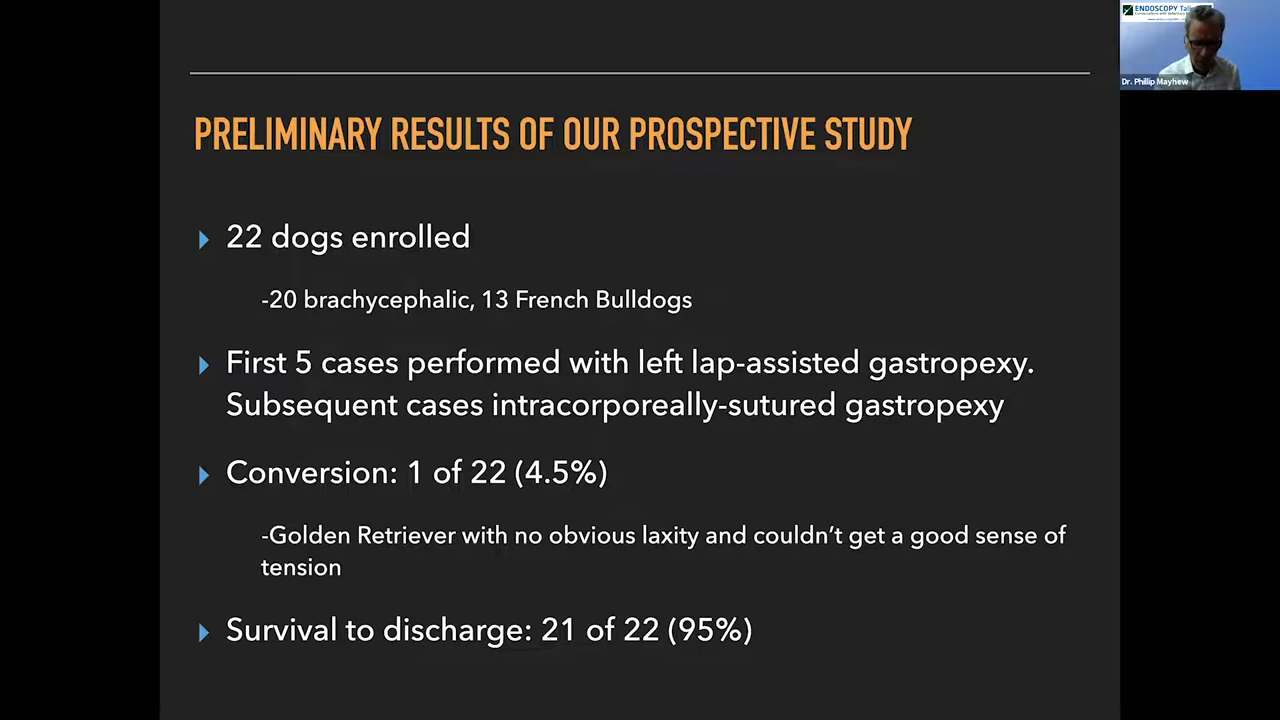 ENDOSCOPY
Dr. Phillip Mayhew
PRELIMINARY RESULTS OF OUR PROSPECTIVE STUDY
22 dogs enrolled
-20 brachycephalic, 13 French Bulldogs
First 5 cases performed with left lap-assisted gastropexy.
Subsequent cases intracorporeally-sutured gastropexy
Conversion: 1 of 22 (4.5%)
-Golden Retriever with no obvious laxity and couldn’t get a good sense of
tension
Survival to discharge: 21 of 22 (95%)